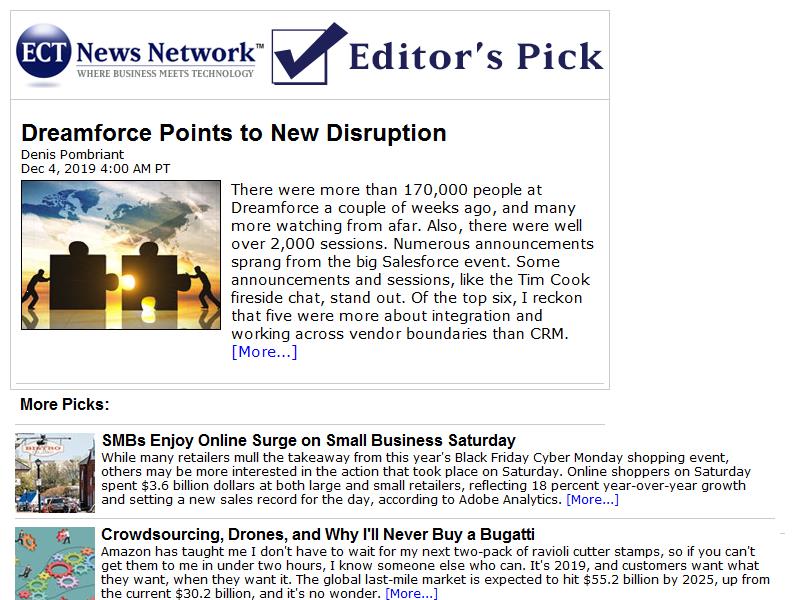 ECT News Network™
WHERE BUSINESS MEETS TECHNOLOGY
Editor's Pick
Dreamforce Points to New Disruption
Denis Pombriant
Dec 4, 2019 4:00 AM PT
There were more than 170,000 people at
Dreamforce a couple of weeks ago, and many
more watching from afar. Also, there were well
over 2,000 sessions. Numerous announcements
sprang from the big Salesforce event. Some
announcements and sessions, like the Tim Cook
fireside chat, stand out. Of the top six, I reckon
that five were more about integration and
working across vendor boundaries than CRM.
[More...]
More Picks:
BISTRO
SMBs Enjoy Online Surge on Small Business Saturday
While many retailers mull the takeaway from this year's Black Friday Cyber Monday shopping event,
others may be more interested in the action that took place on Saturday. Online shoppers on Saturday
spent $3.6 billion dollars at both large and small retailers, reflecting 18 percent year-over-year growth
and setting a new sales record for the day, according to Adobe Analytics. [More...]
Crowdsourcing, Drones, and Why I'll Never Buy a Bugatti
Amazon has taught me I don't have to wait for my next two-pack of ravioli cutter stamps, so if you can't
get them to me in under two hours, I know someone else who can. It's 2019, and customers want what
they want, when they want it. The global last-mile market is expected to hit $55.2 billion by 2025, up from
the current $30.2 billion, and it's no wonder. [More...]